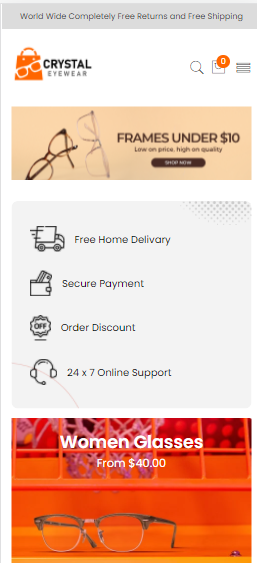 World Wide Completely Free Returns and Free Shipping
CRYSTAL
EYEWEAR
0
FRAMES UNDER $10
Low on price, high on quality
SHOP NOW
Free Home Delivary
Secure Payment
OFF
Order Discount
24 x 7 Online Support
Women Glasses
From $40.00